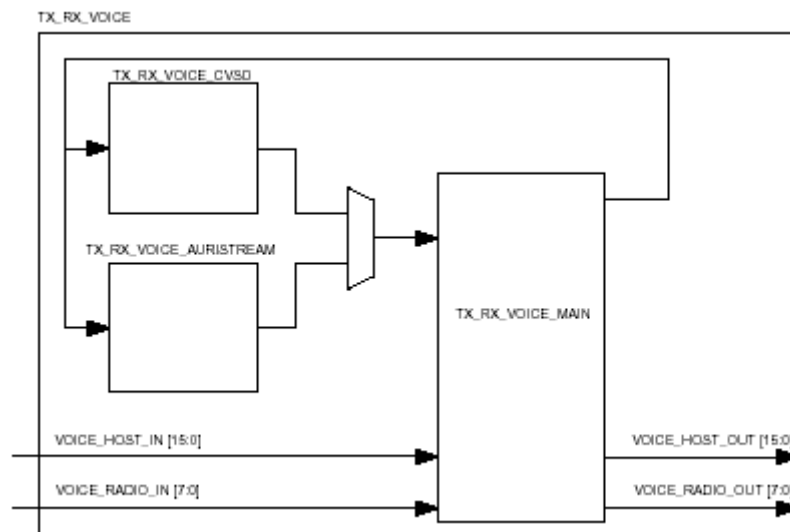 TX_RX_VOICE
TX_RX_VOICE_CVSD
TX_RX_VOICE_AURISTREAM
TX_RX_VOICE_MAIN
VOICE_HOST_IN [15:0]
VOICE_HOST_OUT [15:0
VOICE_RADIO_IN [7:0]
VOICE_RADIO_OUT [7:0